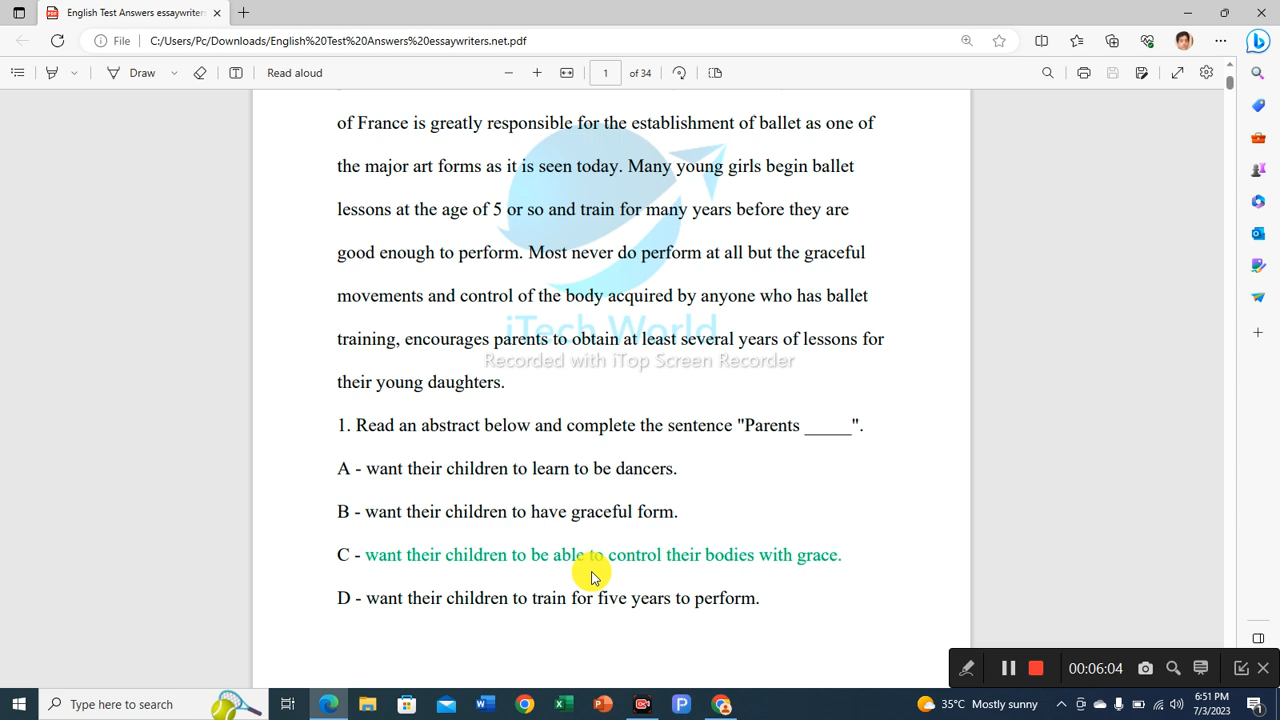 English Test Answers essaywriters
File C:/Users/Pc/Downloads/English%20Test%20Answers%20essaywriters.net.pdf
Draw Read aloud 1 of 34
of France is greatly responsible for the establishment of ballet as one of
the major art forms as it is seen today. Many young girls begin ballet
lessons at the age of 5 or so and train for many years before they are
good enough to perform. Most never do perform at all but the graceful
movements and control of the body acquired by anyone who has ballet
iTech World
training, encourages parents to obtain at least several years of lessons for
Recorded with iTop Screen Recorder
their young daughters.
1. Read an abstract below and complete the sentence "Parents _____".
A - want their children to learn to be dancers.
B - want their children to have graceful form.
C - want their children to be able to control their bodies with grace.
D - want their children to train for five years to perform.
00:06:04
Type here to search
35°C Mostly sunny
6:51 PM
7/3/2023